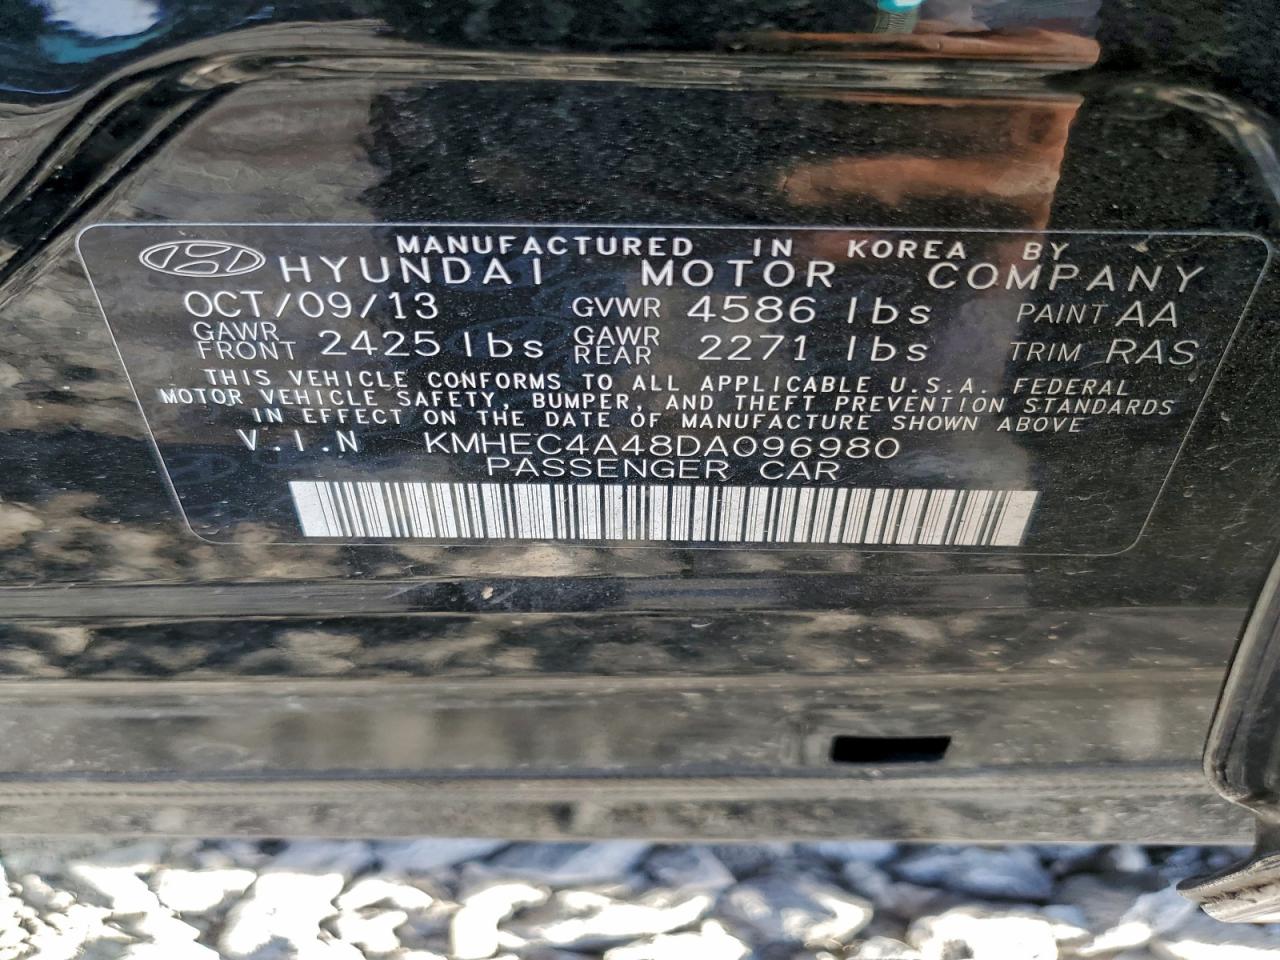 MANUFACTURED IN KOREA BY
HYUNDAI MOTOR COMPANY
OCT/09/13 GVWR 4586 lbs PAINT AA
GAWR FRONT 2425 lbs GAWR REAR 2271 lbs TRIM RAS
THIS VEHICLE CONFORMS TO ALL APPLICABLE U.S.A. FEDERAL
MOTOR VEHICLE SAFETY, BUMPER, AND THEFT PREVENTION STANDARDS
IN EFFECT ON THE DATE OF MANUFACTURE SHOWN ABOVE
V.I.N KMHEC4A48DA096980
PASSENGER CAR